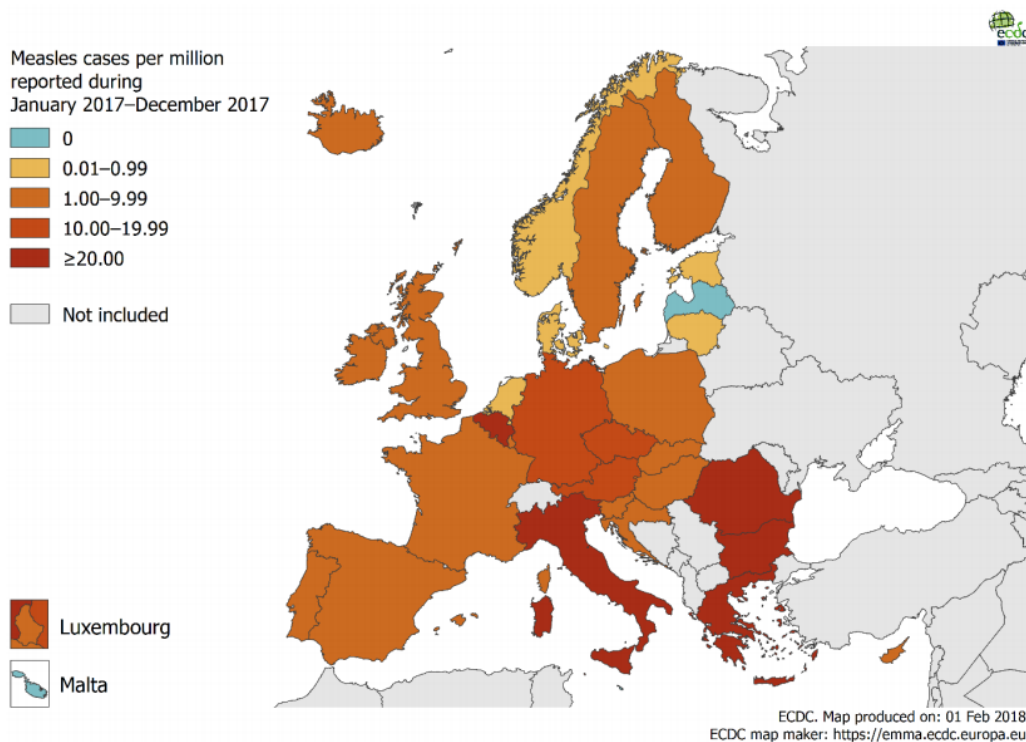 ecdc
Measles cases per million
reported during
January 2017–December 2017
0
0.01–0.99
1.00–9.99
10.00–19.99
≥20.00
Not included
Luxembourg
Malta
ECDC. Map produced on: 01 Feb 2018
ECDC map maker: https://emma.ecdc.europa.eu